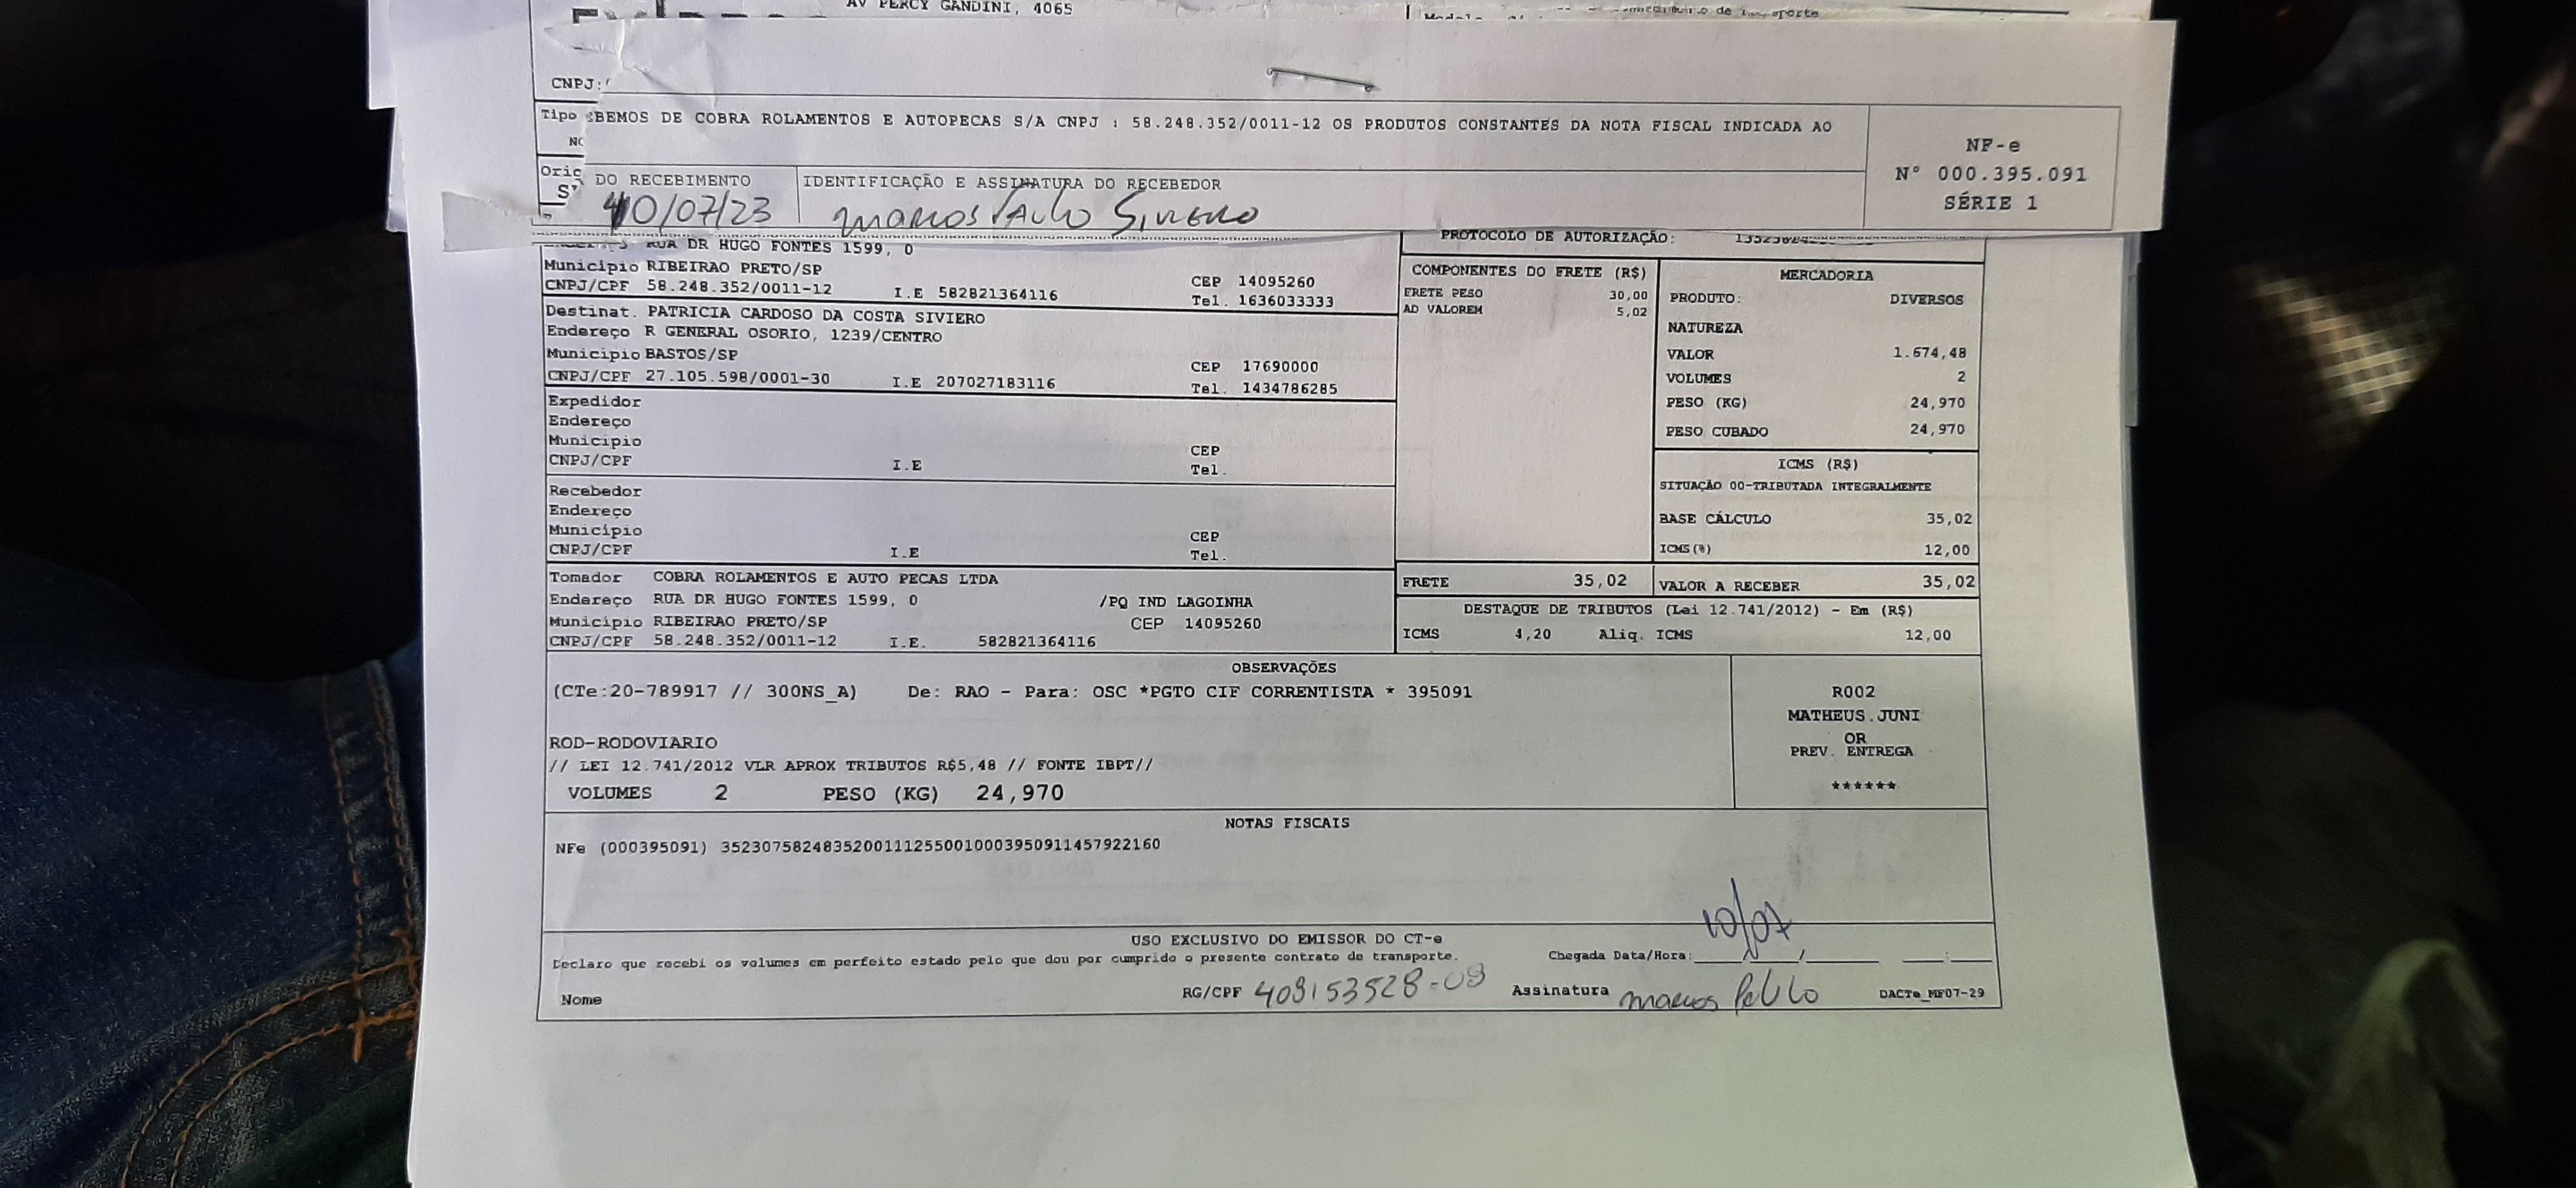 AV PERCY GANDINI, 4065
CNPJ:
Tipo
EBEMOS DE COBRA ROLAMENTOS E AUTOPECAS S/A CNPJ : 58.248.352/0011-12 OS PRODUTOS CONSTANTES DA NOTA FISCAL INDICADA AO
NF-e
Nº 000.395.091
SÉRIE 1
DO RECEBIMENTO
IDENTIFICAÇÃO E ASSINATURA DO RECEBEDOR
10/07/23
Marcos Paulo Siviero
RUA DR HUGO FONTES 1599, 0
Município RIBEIRAO PRETO/SP CEP 14095260
CNPJ/CPF 58.248.352/0011-12 I.E 582821364116 Tel. 1636033333
Destinat. PATRICIA CARDOSO DA COSTA SIVIERO
Endereço R GENERAL OSORIO, 1239/CENTRO
Município BASTOS/SP CEP 17690000
CNPJ/CPF 27.105.598/0001-30 I.E 207027183116 Tel. 1434786285
Expedidor
Endereço
Município CEP
CNPJ/CPF I.E Tel.
Recebedor
Endereço
Município CEP
CNPJ/CPF I.E Tel.
Tomador COBRA ROLAMENTOS E AUTO PECAS LTDA
Endereço RUA DR HUGO FONTES 1599, 0 /PQ IND LAGOINHA
Município RIBEIRAO PRETO/SP CEP 14095260
CNPJ/CPF 58.248.352/0011-12 I.E. 582821364116
PROTOCOLO DE AUTORIZAÇÃO:
COMPONENTES DO FRETE (R$)
FRETE PESO 30,00
AD VALOREM 5,02
MERCADORIA
PRODUTO: DIVERSOS
NATUREZA
VALOR 1.674,48
VOLUMES 2
PESO (KG) 24,970
PESO CUBADO 24,970
ICMS (R$)
SITUAÇÃO 00-TRIBUTADA INTEGRALMENTE
BASE CÁLCULO 35,02
ICMS(%) 12,00
FRETE 35,02
VALOR A RECEBER 35,02
DESTAQUE DE TRIBUTOS (Lei 12.741/2012) - Em (R$)
ICMS 4,20 Aliq. ICMS 12,00
OBSERVAÇÕES
(CTe:20-789917 // 300NS_A) De: RAO - Para: OSC *PGTO CIF CORRENTISTA * 395091
ROD-RODOVIARIO
// LEI 12.741/2012 VLR APROX TRIBUTOS R$5,48 // FONTE IBPT//
VOLUMES 2 PESO (KG) 24,970
R002
MATHEUS.JUNI
OR
PREV. ENTREGA
******
NOTAS FISCAIS
NFe (000395091) 35230758248352001112550010003950911457922160
USO EXCLUSIVO DO EMISSOR DO CT-e
Declaro que recebi os volumes em perfeito estado pelo que dou por cumprido o presente contrato de transporte.
Chegada Data/Hora: 10/07
Nome
RG/CPF 409153528-09
Assinatura Marcos Paulo
DACTe_MF07-29